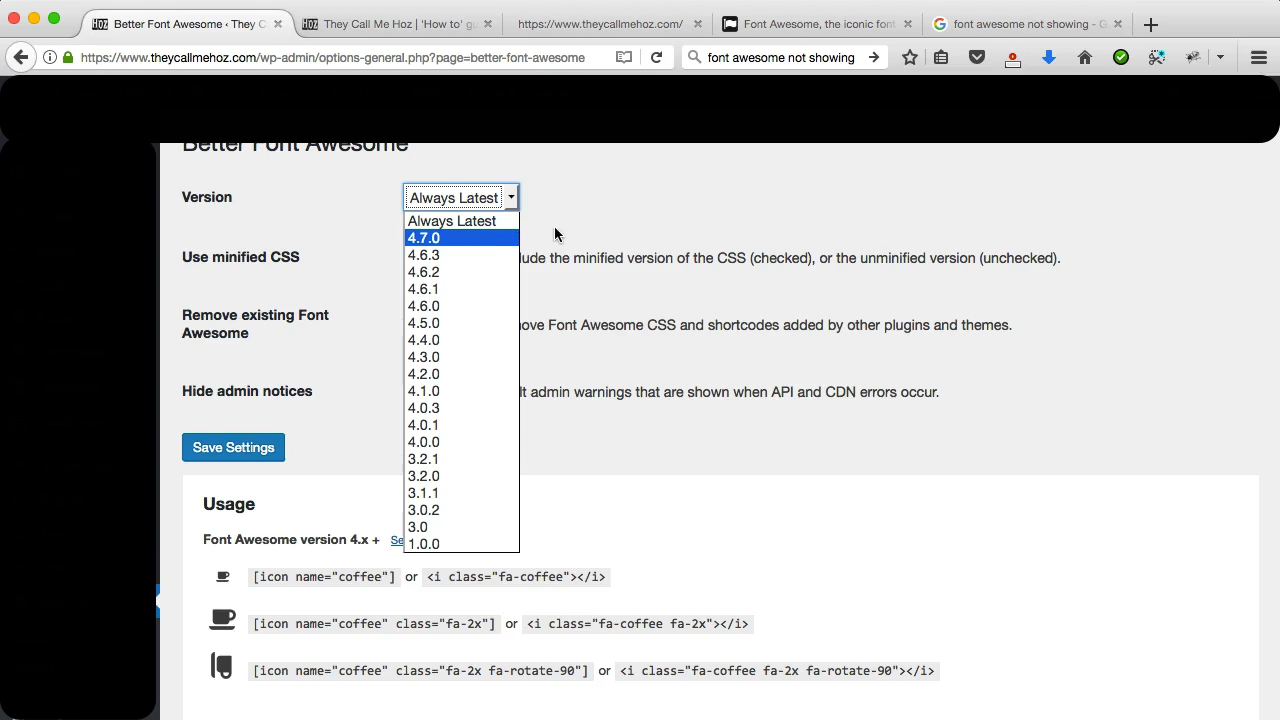 Better Font Awesome ‹ They C
They Call Me Hoz | 'How to' gu
https://www.theycallmehoz.com/
Font Awesome, the iconic font
font awesome not showing - G
https://www.theycallmehoz.com/wp-admin/options-general.php?page=better-font-awesome
font awesome not showing
Better Font Awesome
Version
Always Latest
Always Latest
4.7.0
4.6.3
4.6.2
4.6.1
4.6.0
4.5.0
4.4.0
4.3.0
4.2.0
4.1.0
4.0.3
4.0.1
4.0.0
3.2.1
3.2.0
3.1.1
3.0.2
3.0
1.0.0
Use minified CSS
lude the minified version of the CSS (checked), or the unminified version (unchecked).
Remove existing Font
Awesome
ove Font Awesome CSS and shortcodes added by other plugins and themes.
Hide admin notices
lt admin warnings that are shown when API and CDN errors occur.
Save Settings
Usage
Font Awesome version 4.x + Se
[icon name="coffee"] or <i class="fa-coffee"></i>
[icon name="coffee" class="fa-2x"] or <i class="fa-coffee fa-2x"></i>
[icon name="coffee" class="fa-2x fa-rotate-90"] or <i class="fa-coffee fa-2x fa-rotate-90"></i>